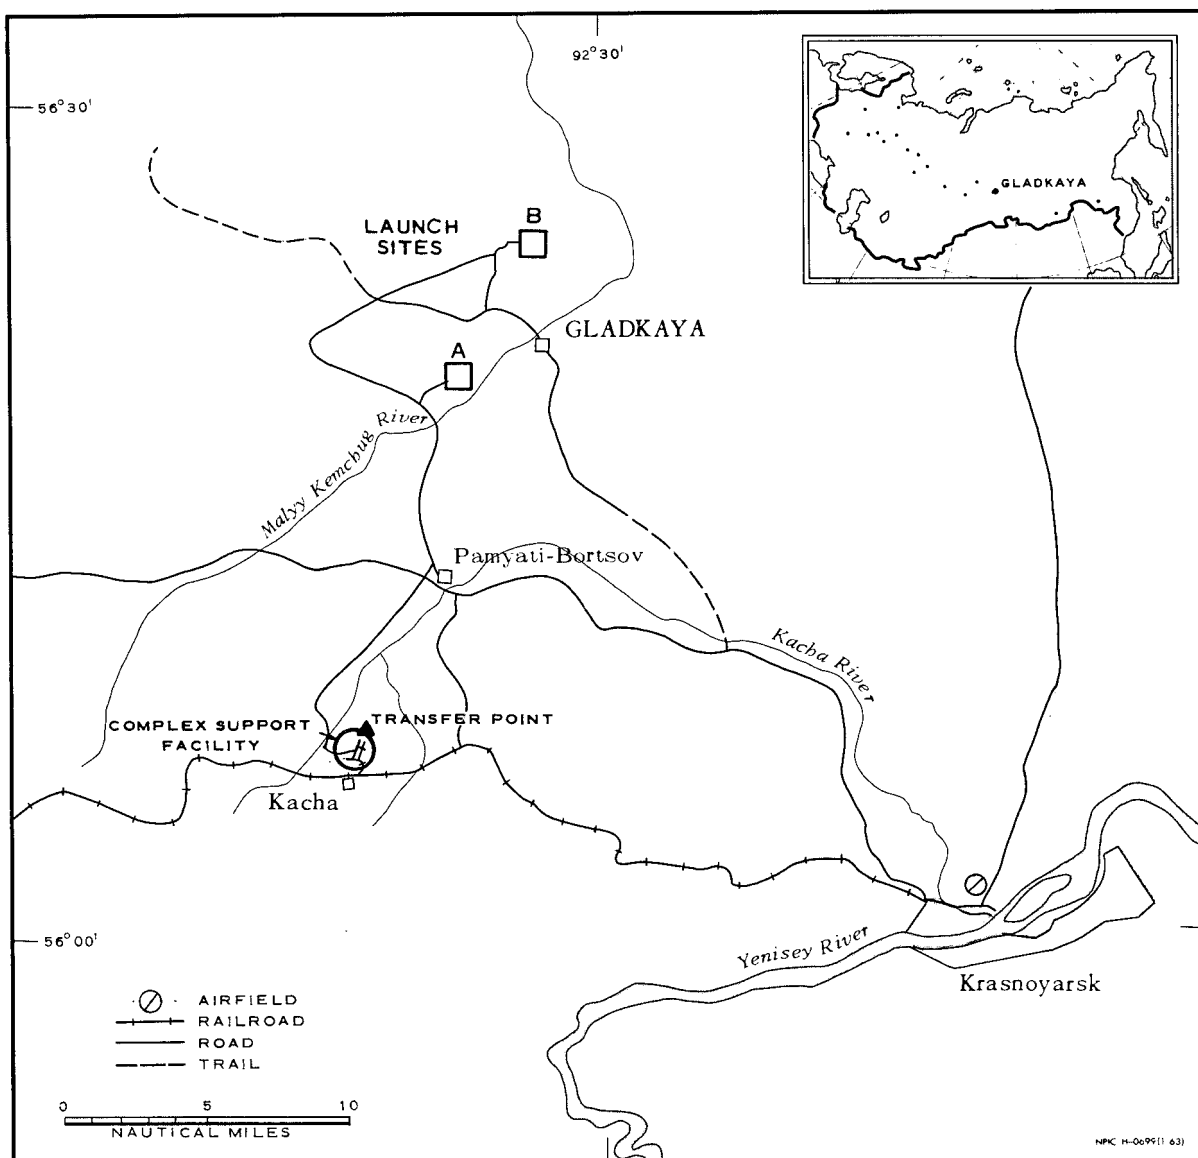 92°30'
56°30'
GLADKAYA
LAUNCH
SITES
B
GLADKAYA
A
Malyy Kemchug River
Pamyati-Bortsov
Kacha River
COMPLEX SUPPORT
FACILITY
TRANSFER POINT
Kacha
56°00'
Yenisey River
Krasnoyarsk
AIRFIELD
RAILROAD
ROAD
TRAIL
0 5 10
NAUTICAL MILES
NPIC H-0699(1 63)